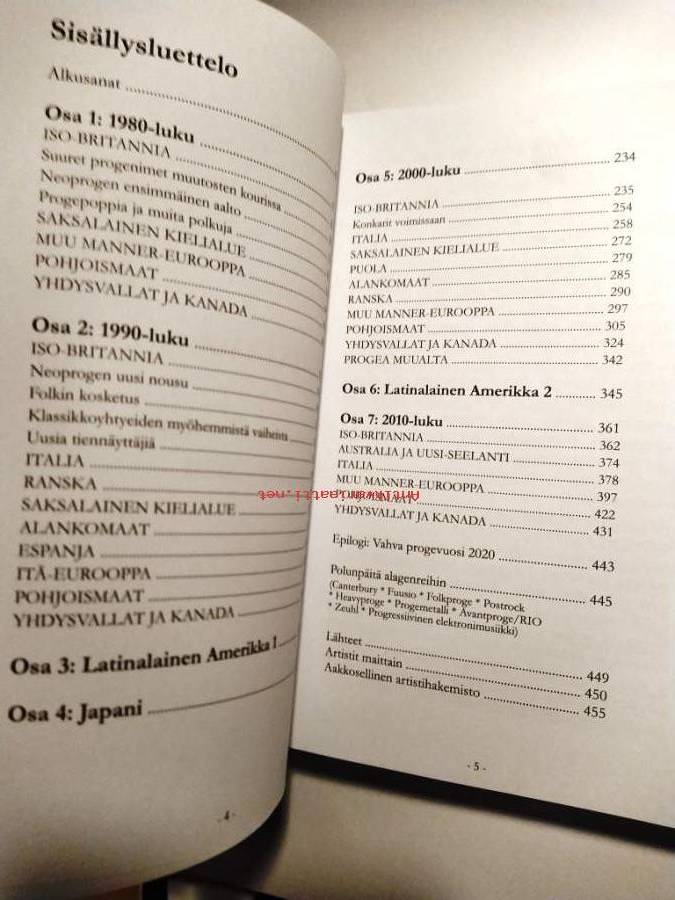 Sisällysluettelo
Alkusanat
Osa 1: 1980-luku
ISO-BRITANNIA
Suuret progenimet muutosten kourissa
Neoprogen ensimmäinen aalto
Progepoppia ja muita polkuja
SAKSALAINEN KIELIALUE
MUU MANNER-EUROOPPA
POHJOISMAAT
YHDYSVALLAT JA KANADA
Osa 2: 1990-luku
ISO-BRITANNIA
Neoprogen uusi nousu
Folkin kosketus
Klassikkoyhtyeiden myöhemmistä vaiheista
Uusia tiennäyttäjiä
ITALIA
RANSKA
SAKSALAINEN KIELIALUE
ALANKOMAAT
ESPANJA
ITÄ-EUROOPPA
POHJOISMAAT
YHDYSVALLAT JA KANADA
Osa 3: Latinalainen Amerikka 1
Osa 4: Japani
- 4 -
Osa 5: 2000-luku 234
ISO-BRITANNIA 235
Konkarit voimissaan 254
ITALIA 258
SAKSALAINEN KIELIALUE 272
PUOLA 279
ALANKOMAAT 285
RANSKA 290
MUU MANNER-EUROOPPA 297
POHJOISMAAT 305
YHDYSVALLAT JA KANADA 324
PROGEA MUUALTA 342
Osa 6: Latinalainen Amerikka 2 345
Osa 7: 2010-luku 361
ISO-BRITANNIA 362
AUSTRALIA JA UUSI-SEELANTI 374
ITALIA 378
MUU MANNER-EUROOPPA 397
422
YHDYSVALLAT JA KANADA 431
Epilogi: Vahva progevuosi 2020 443
Polunpäitä alagenreihin 445
(Canterbury * Fuusio * Folkproge * Postrock
* Heavyproge * Progemetalli * Avantproge/RIO
* Zeuhl * Progressiivinen elektronimusiikki)
Lähteet 449
Artistit maittain 450
Aakkosellinen artistihakemisto 455
- 5 -